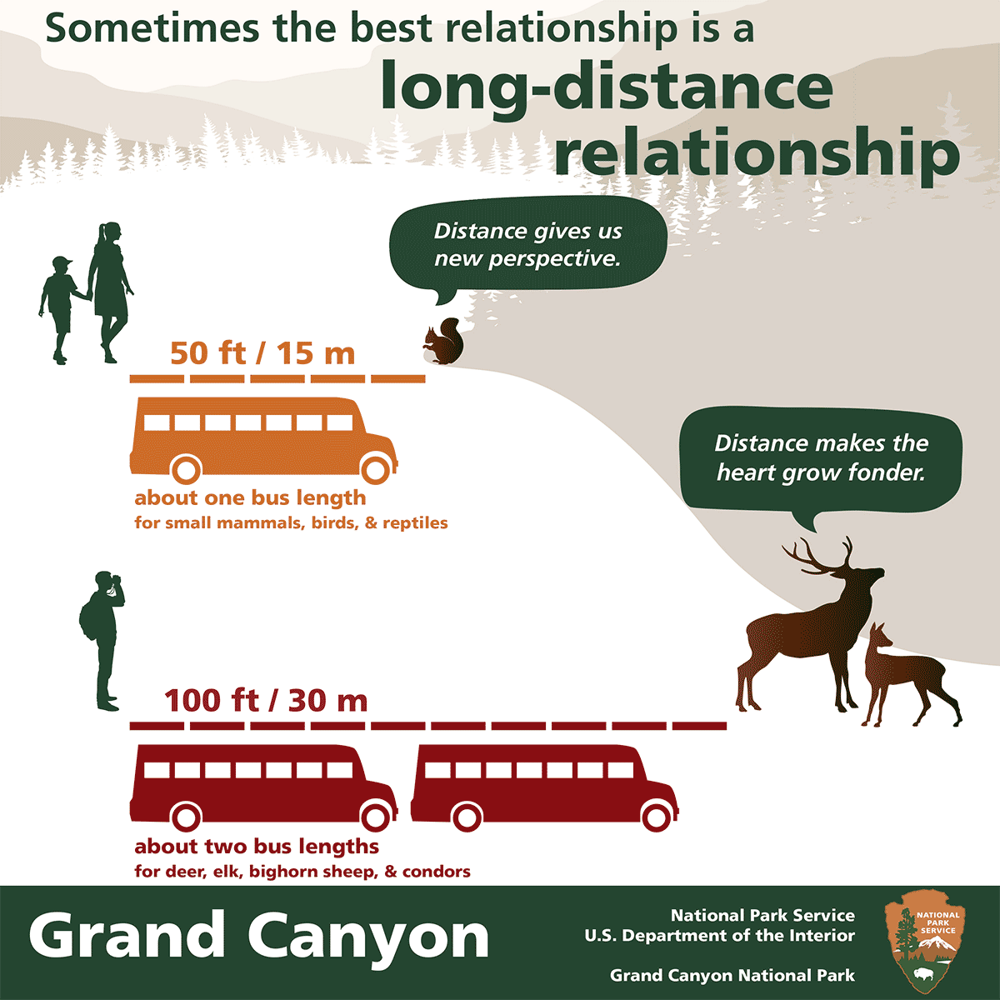 Sometimes the best relationship is a
long-distance
relationship
Distance gives us
new perspective.
50 ft / 15 m
about one bus length
for small mammals, birds, & reptiles
Distance makes the
heart grow fonder.
100 ft / 30 m
about two bus lengths
for deer, elk, bighorn sheep, & condors
Grand Canyon
National Park Service
U.S. Department of the Interior
Grand Canyon National Park
NATIONAL
PARK
SERVICE